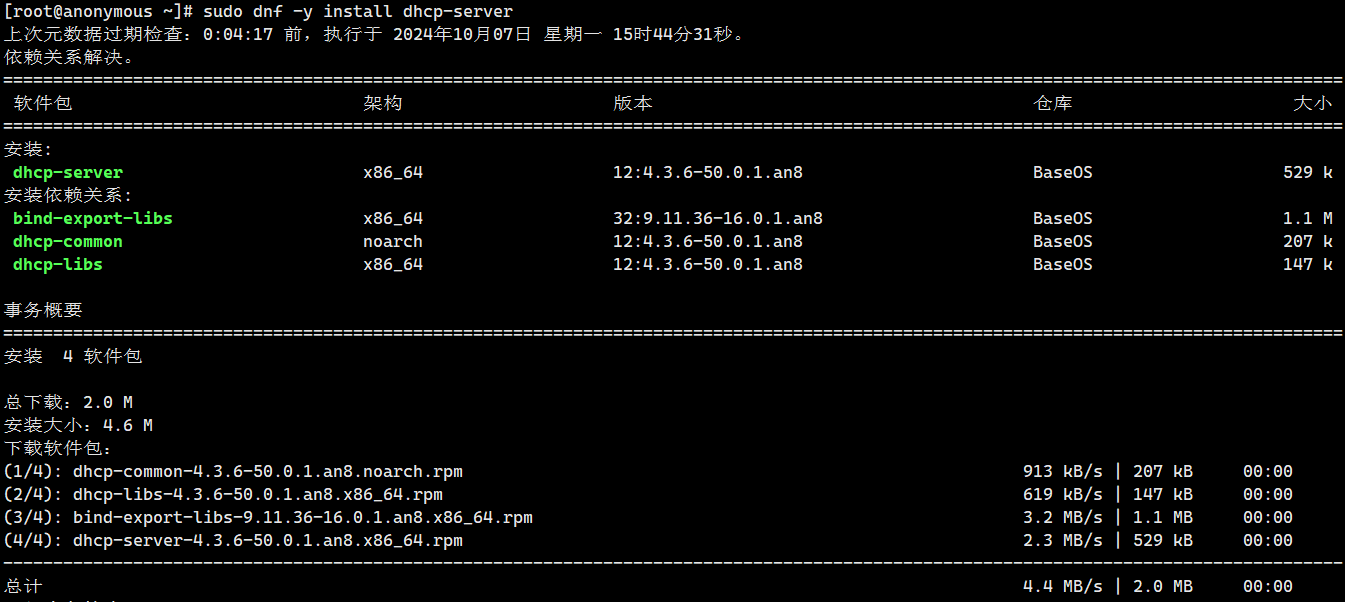 [root@anonymous ~]# sudo dnf -y install dhcp-server
上次元数据过期检查：0:04:17 前，执行于 2024年10月07日 星期一 15时44分31秒。
依赖关系解决。
================================================================================
软件包 架构 版本 仓库 大小
================================================================================
安装:
dhcp-server x86_64 12:4.3.6-50.0.1.an8 BaseOS 529 k
安装依赖关系:
bind-export-libs x86_64 32:9.11.36-16.0.1.an8 BaseOS 1.1 M
dhcp-common noarch 12:4.3.6-50.0.1.an8 BaseOS 207 k
dhcp-libs x86_64 12:4.3.6-50.0.1.an8 BaseOS 147 k
事务概要
================================================================================
安装 4 软件包
总下载：2.0 M
安装大小：4.6 M
下载软件包：
(1/4): dhcp-common-4.3.6-50.0.1.an8.noarch.rpm 913 kB/s | 207 kB 00:00
(2/4): dhcp-libs-4.3.6-50.0.1.an8.x86_64.rpm 619 kB/s | 147 kB 00:00
(3/4): bind-export-libs-9.11.36-16.0.1.an8.x86_64.rpm 3.2 MB/s | 1.1 MB 00:00
(4/4): dhcp-server-4.3.6-50.0.1.an8.x86_64.rpm 2.3 MB/s | 529 kB 00:00
--------------------------------------------------------------------------------
总计 4.4 MB/s | 2.0 MB 00:00